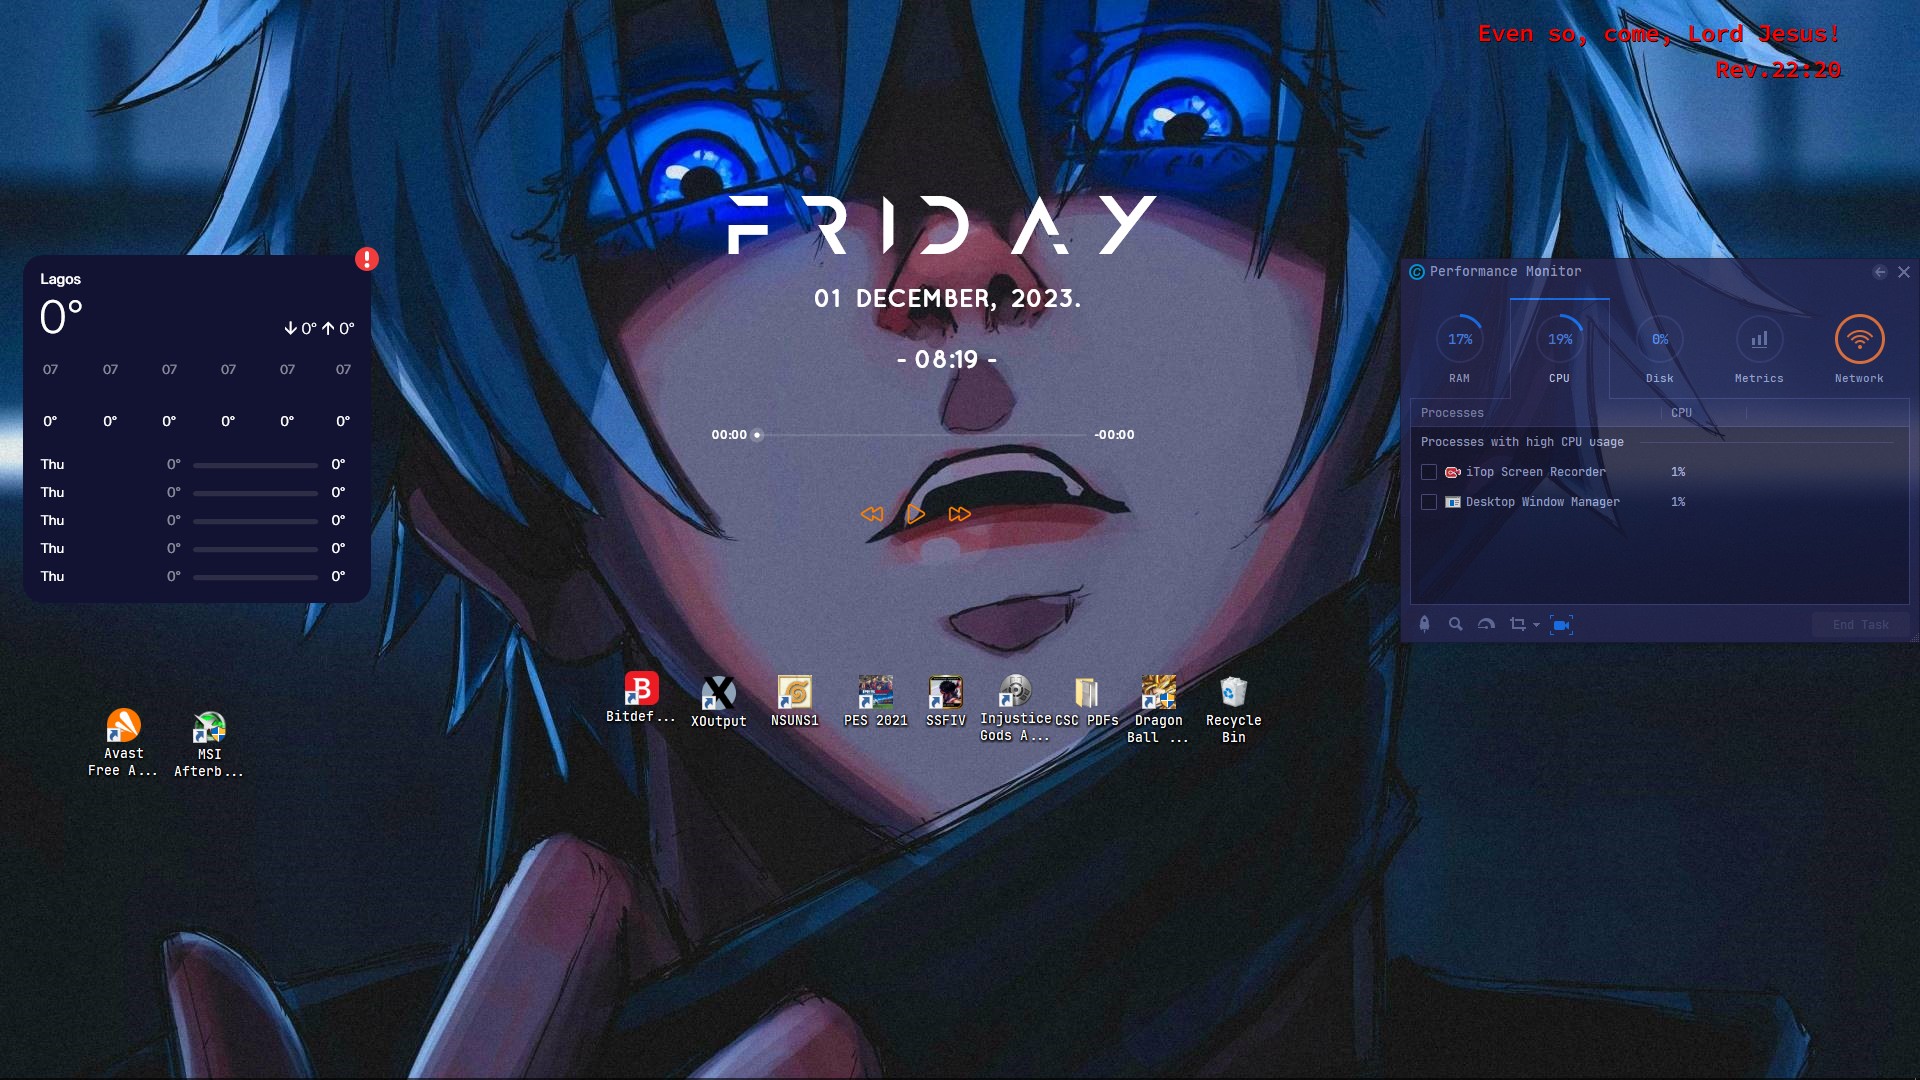 Even so, come, Lord Jesus!
Rev.22:20
FRIDAY
01 DECEMBER, 2023.
- 08:19 -
00:00 -00:00
Lagos
0°
0° 0°
07 07 07 07 07 07
0° 0° 0° 0° 0° 0°
Thu 0° 0°
Thu 0° 0°
Thu 0° 0°
Thu 0° 0°
Thu 0° 0°
Performance Monitor
17% 19% 0%
RAM CPU Disk Metrics Network
Processes CPU
Processes with high CPU usage
iTop Screen Recorder 1%
Desktop Window Manager 1%
End Task
Avast
Free A...
MSI
Afterb...
Bitdef...
XOutput
NSUNS1
PES 2021
SSFIV
Injustice
Gods A...
CSC PDFs
Dragon
Ball ...
Recycle
Bin